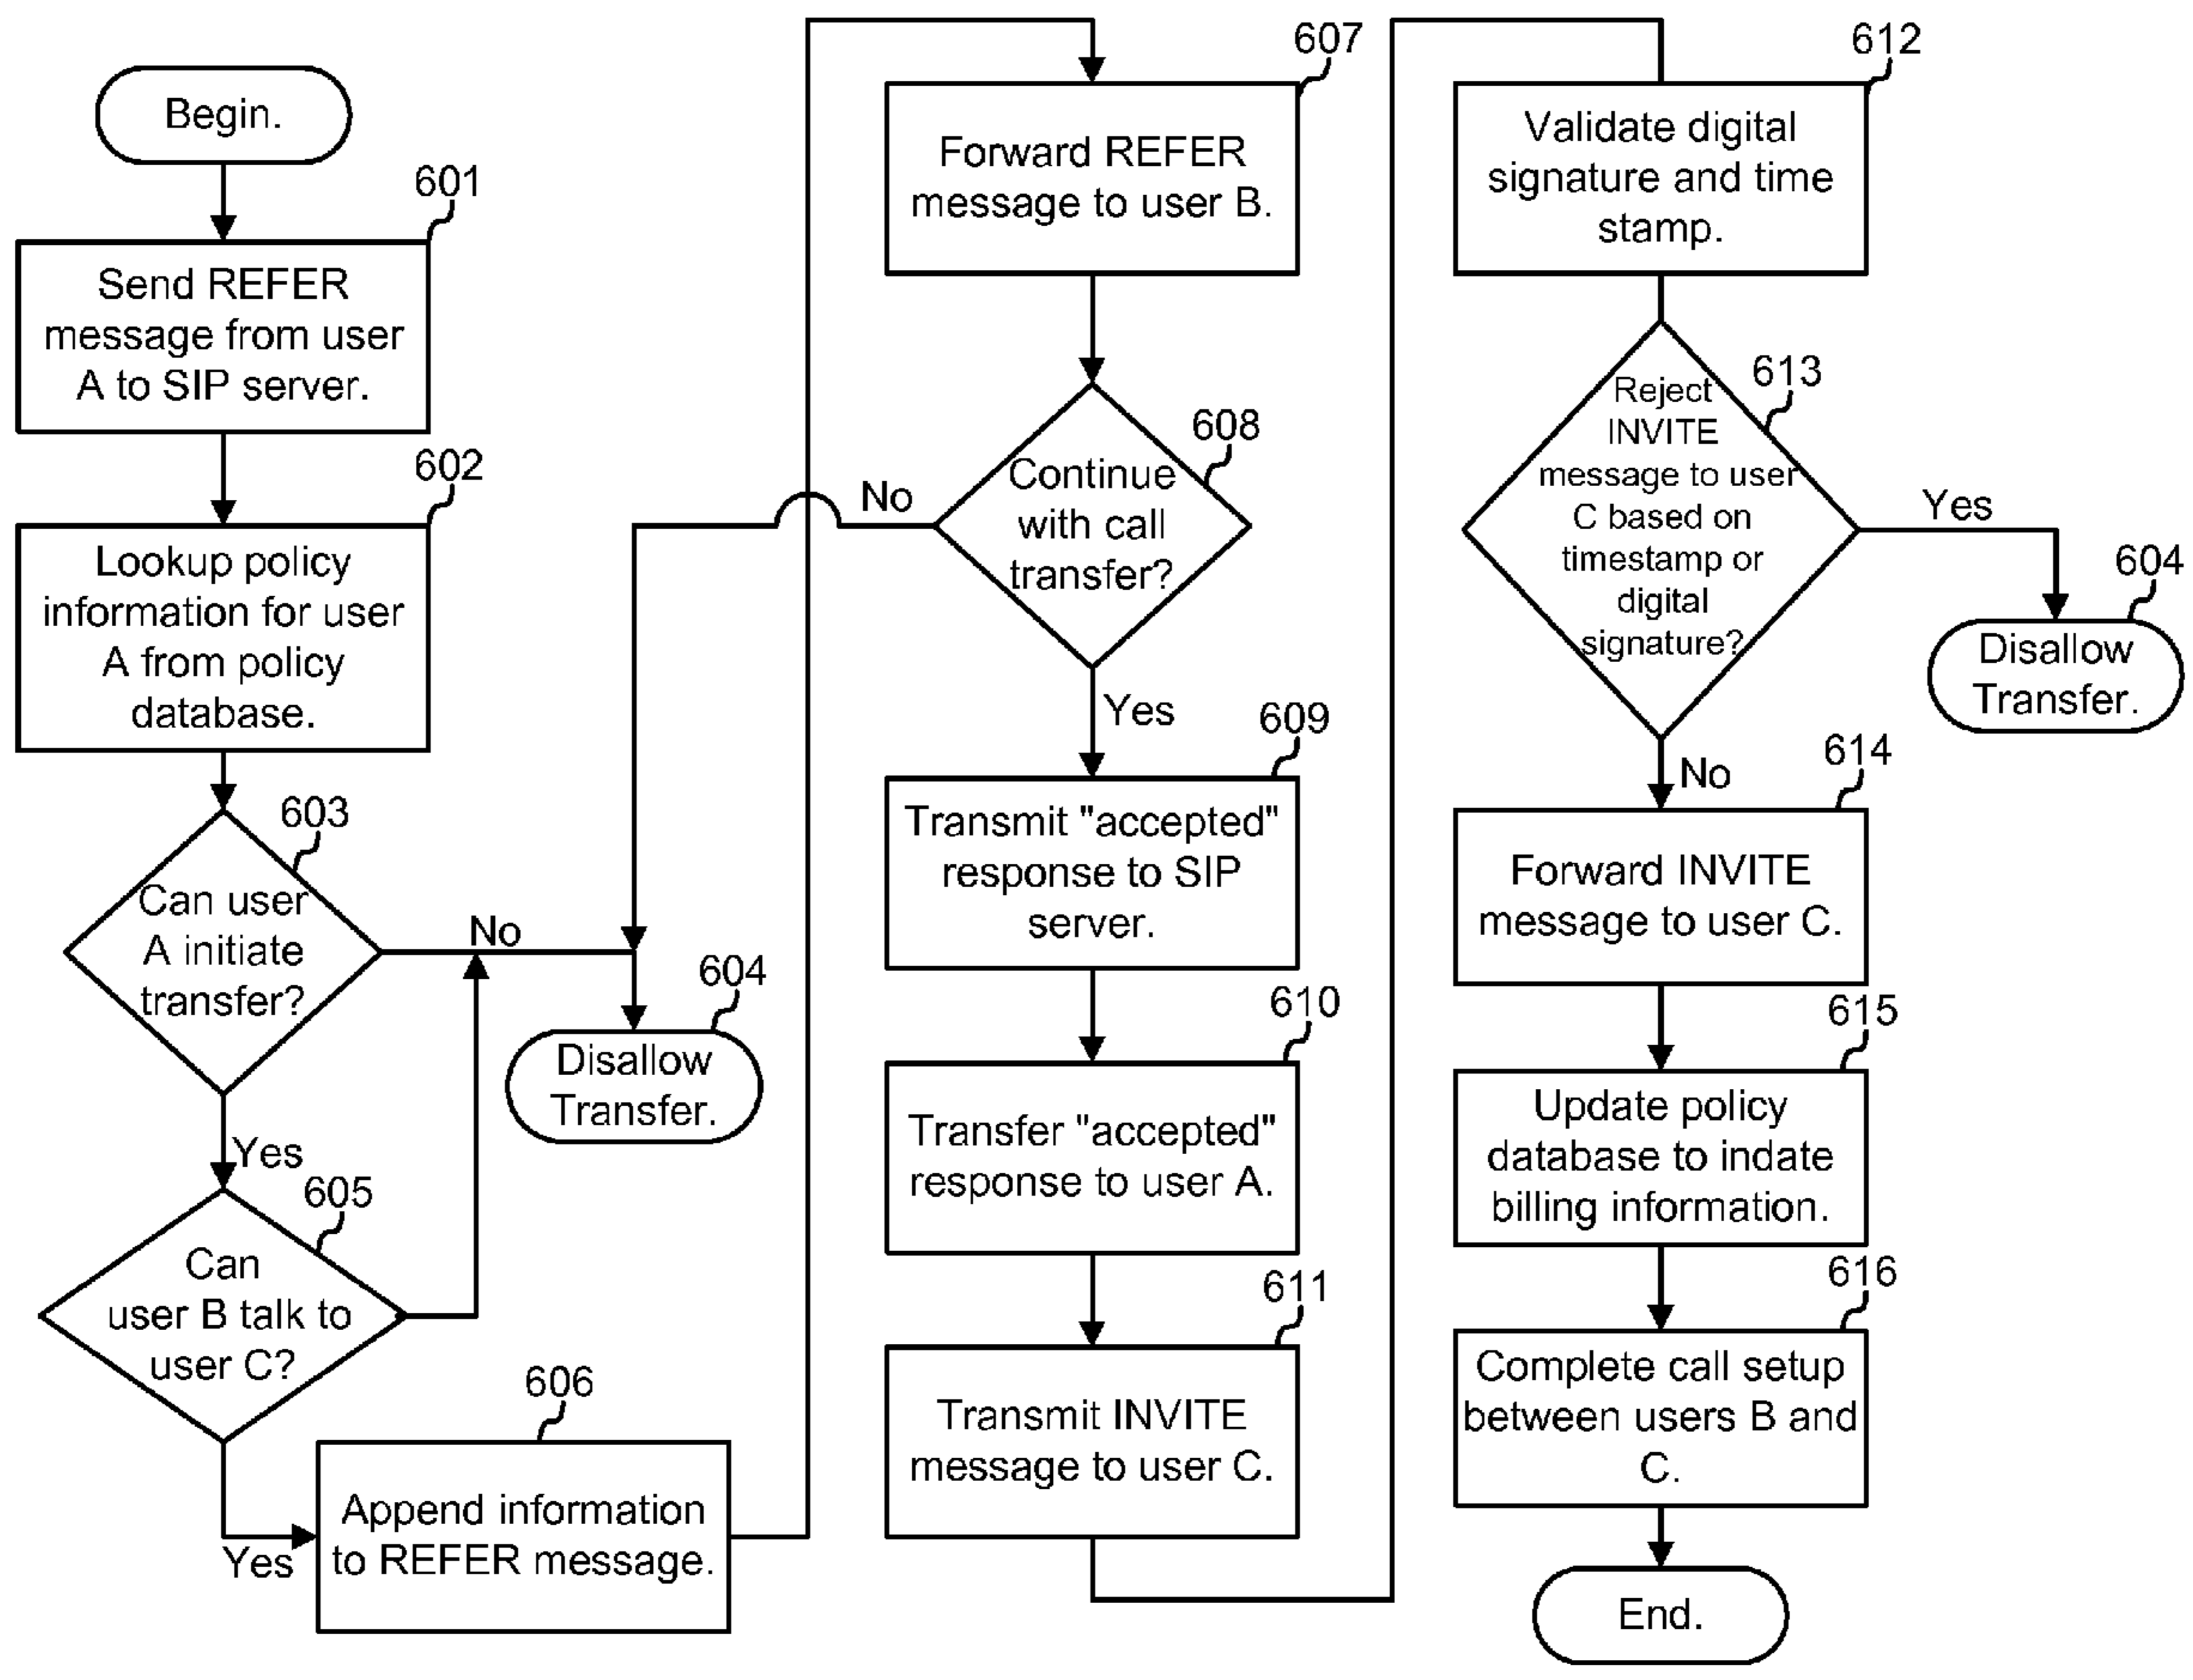 Begin.
601
Send REFER
message from user
A to SIP server.
602
Lookup policy
information for user
A from policy
database.
603
Can user
A initiate
transfer?
No
604
Disallow
Transfer.
Yes
605
Can
user B talk to
user C?
Yes
606
Append information
to REFER message.
607
Forward REFER
message to user B.
608
Continue
with call
transfer?
No
Yes
609
Transmit "accepted"
response to SIP
server.
610
Transfer "accepted"
response to user A.
611
Transmit INVITE
message to user C.
612
Validate digital
signature and time
stamp.
613
Reject
INVITE
message to user
C based on
timestamp or
digital
signature?
Yes
604
Disallow
Transfer.
No
614
Forward INVITE
message to user C.
615
Update policy
database to indate
billing information.
616
Complete call setup
between users B and
C.
End.